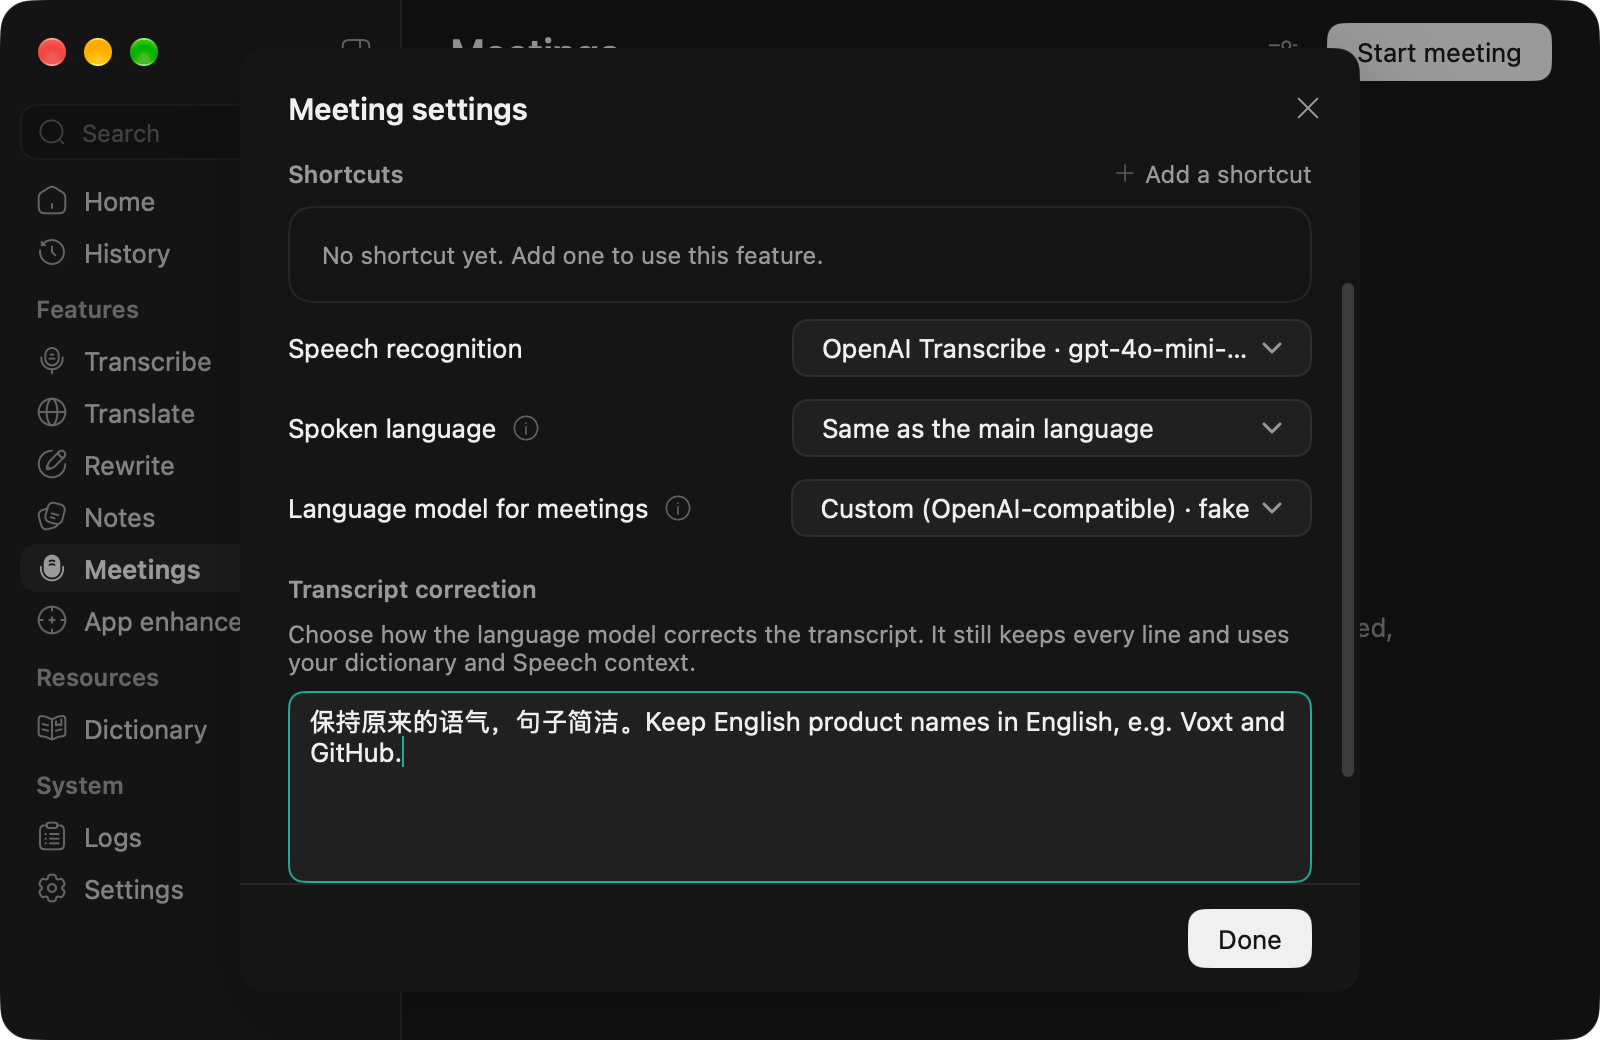 Start meeting
Search
Home
History
Features
Transcribe
Translate
Rewrite
Notes
Meetings
App enhance
Resources
Dictionary
System
Logs
Settings
Meeting settings
Shortcuts
Add a shortcut
No shortcut yet. Add one to use this feature.
Speech recognition
OpenAI Transcribe · gpt-4o-mini-...
Spoken language
Same as the main language
Language model for meetings
Custom (OpenAI-compatible) · fake
Transcript correction
Choose how the language model corrects the transcript. It still keeps every line and uses
your dictionary and Speech context.
保持原来的语气，句子简洁。Keep English product names in English, e.g. Voxt and
GitHub.
Done